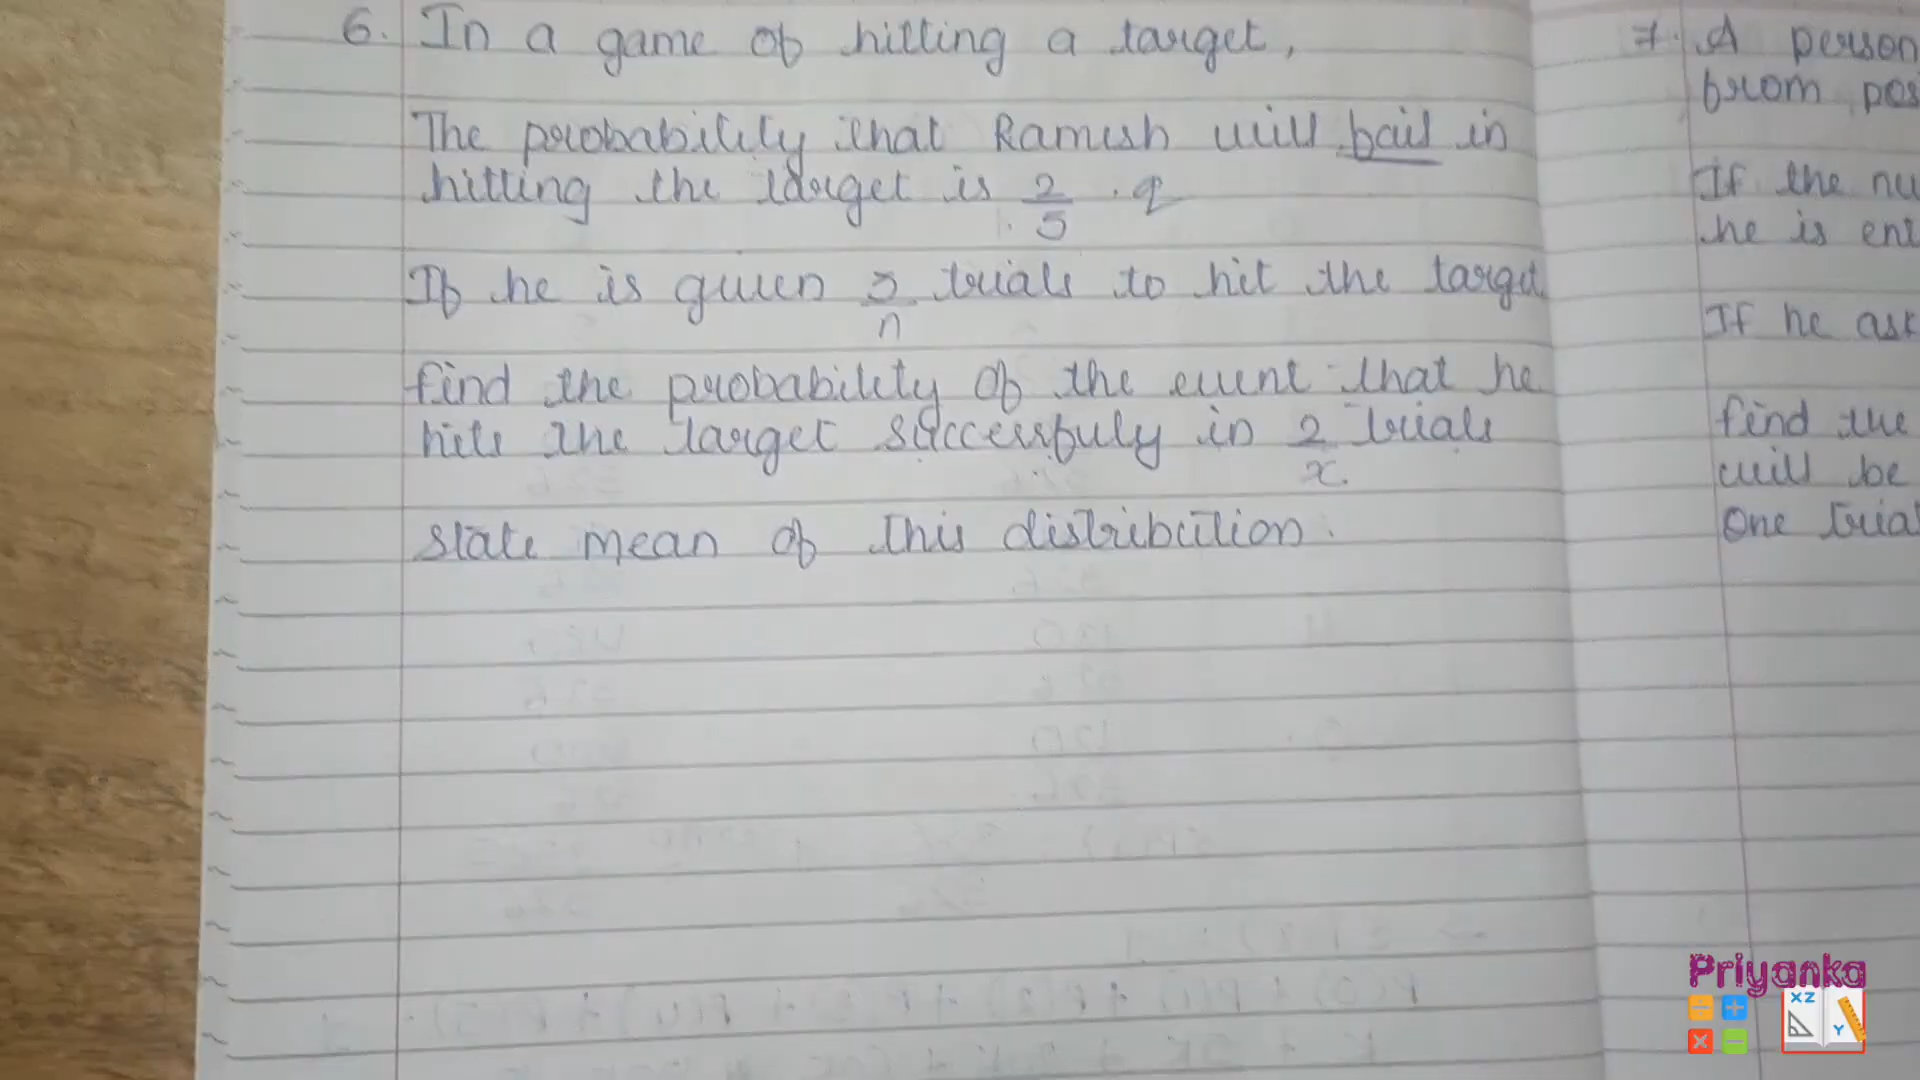 6. In a game of hitting a target,
The probability that Ramesh will fail in
hitting the target is 2/5 . q
If he is given 3 trials to hit the target
n
find the probability of the event that he
hits the target successfuly in 2 trials
x.
state mean of this distribution.
7. A person
from pos
If the nu
he is ent
If he ask
find the
will be
one trial
Priyanka
XZ
Y